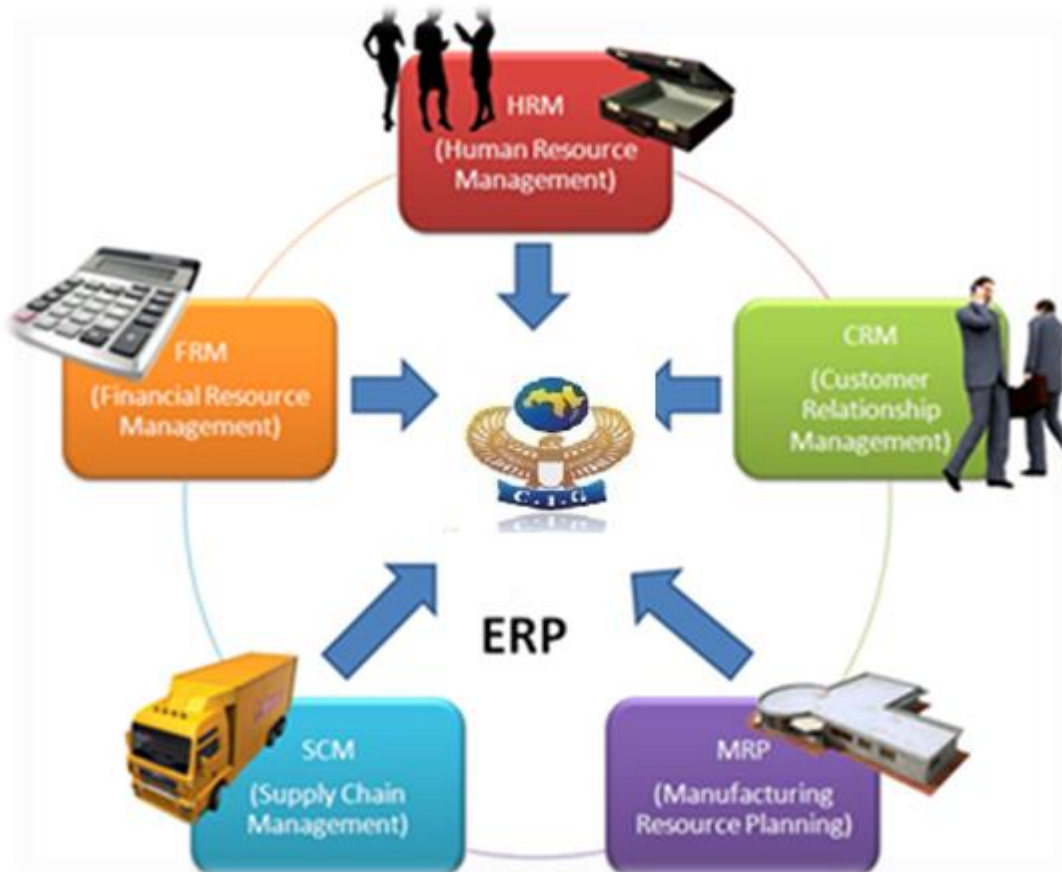 HRM
(Human Resource
Management)
FRM
(Financial Resource
Management)
CRM
(Customer
Relationship
Management)
C.I.G
ERP
SCM
(Supply Chain
Management)
MRP
(Manufacturing
Resource Planning)